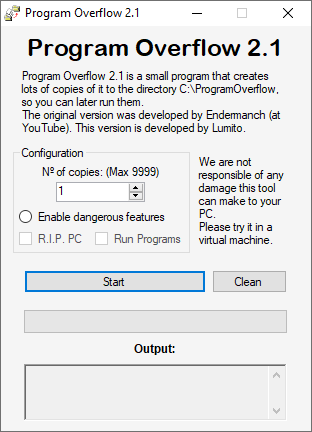 Program Overflow 2.1
Program Overflow 2.1
Program Overflow 2.1 is a small program that creates
lots of copies of it to the directory C:\ProgramOverflow,
so you can later run them.
The original version was developed by Endermanch (at
YouTube). This version is developed by Lumito.
Configuration
Nº of copies: (Max 9999)
1
Enable dangerous features
R.I.P. PC
Run Programs
We are not
responsible of any
damage this tool
can make to your
PC.
Please try it in a
virtual machine.
Start
Clean
Output: